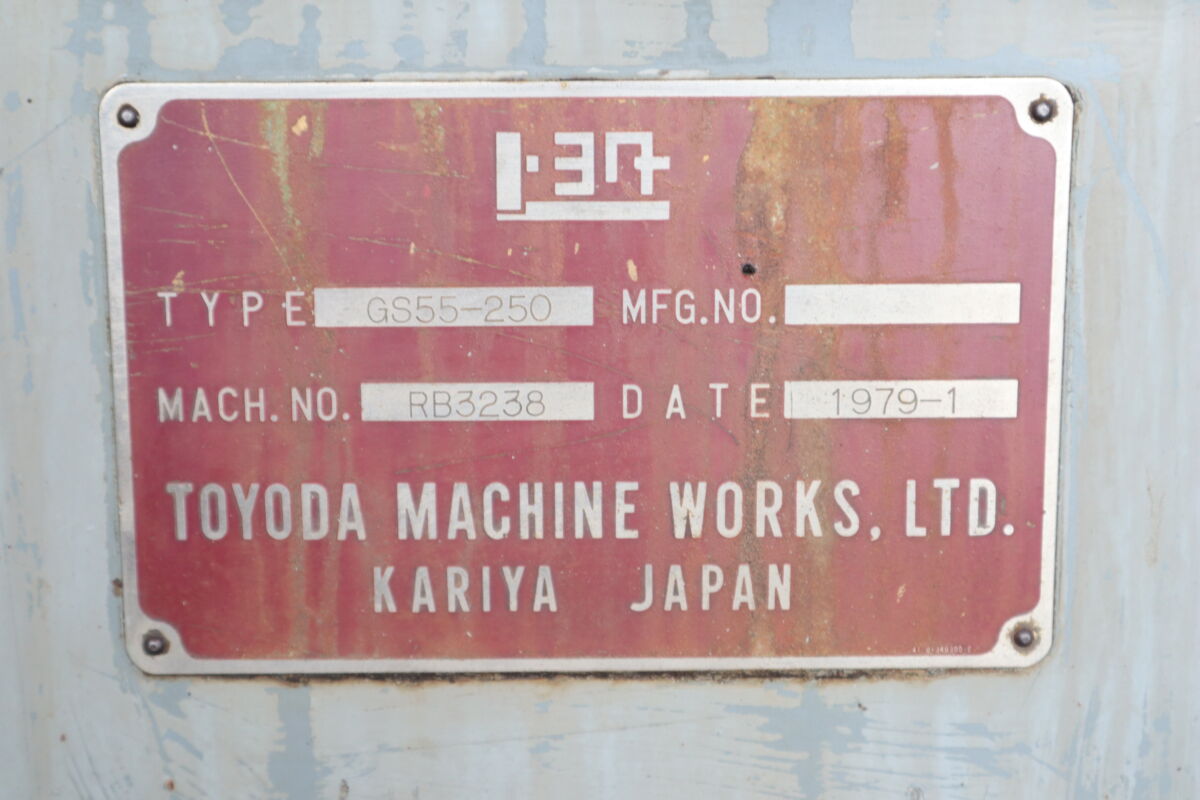 トヨダ
TYPE GS55-250 MFG.NO.
MACH.NO. RB3238 DATE 1979-1
TOYODA MACHINE WORKS, LTD.
KARIYA JAPAN